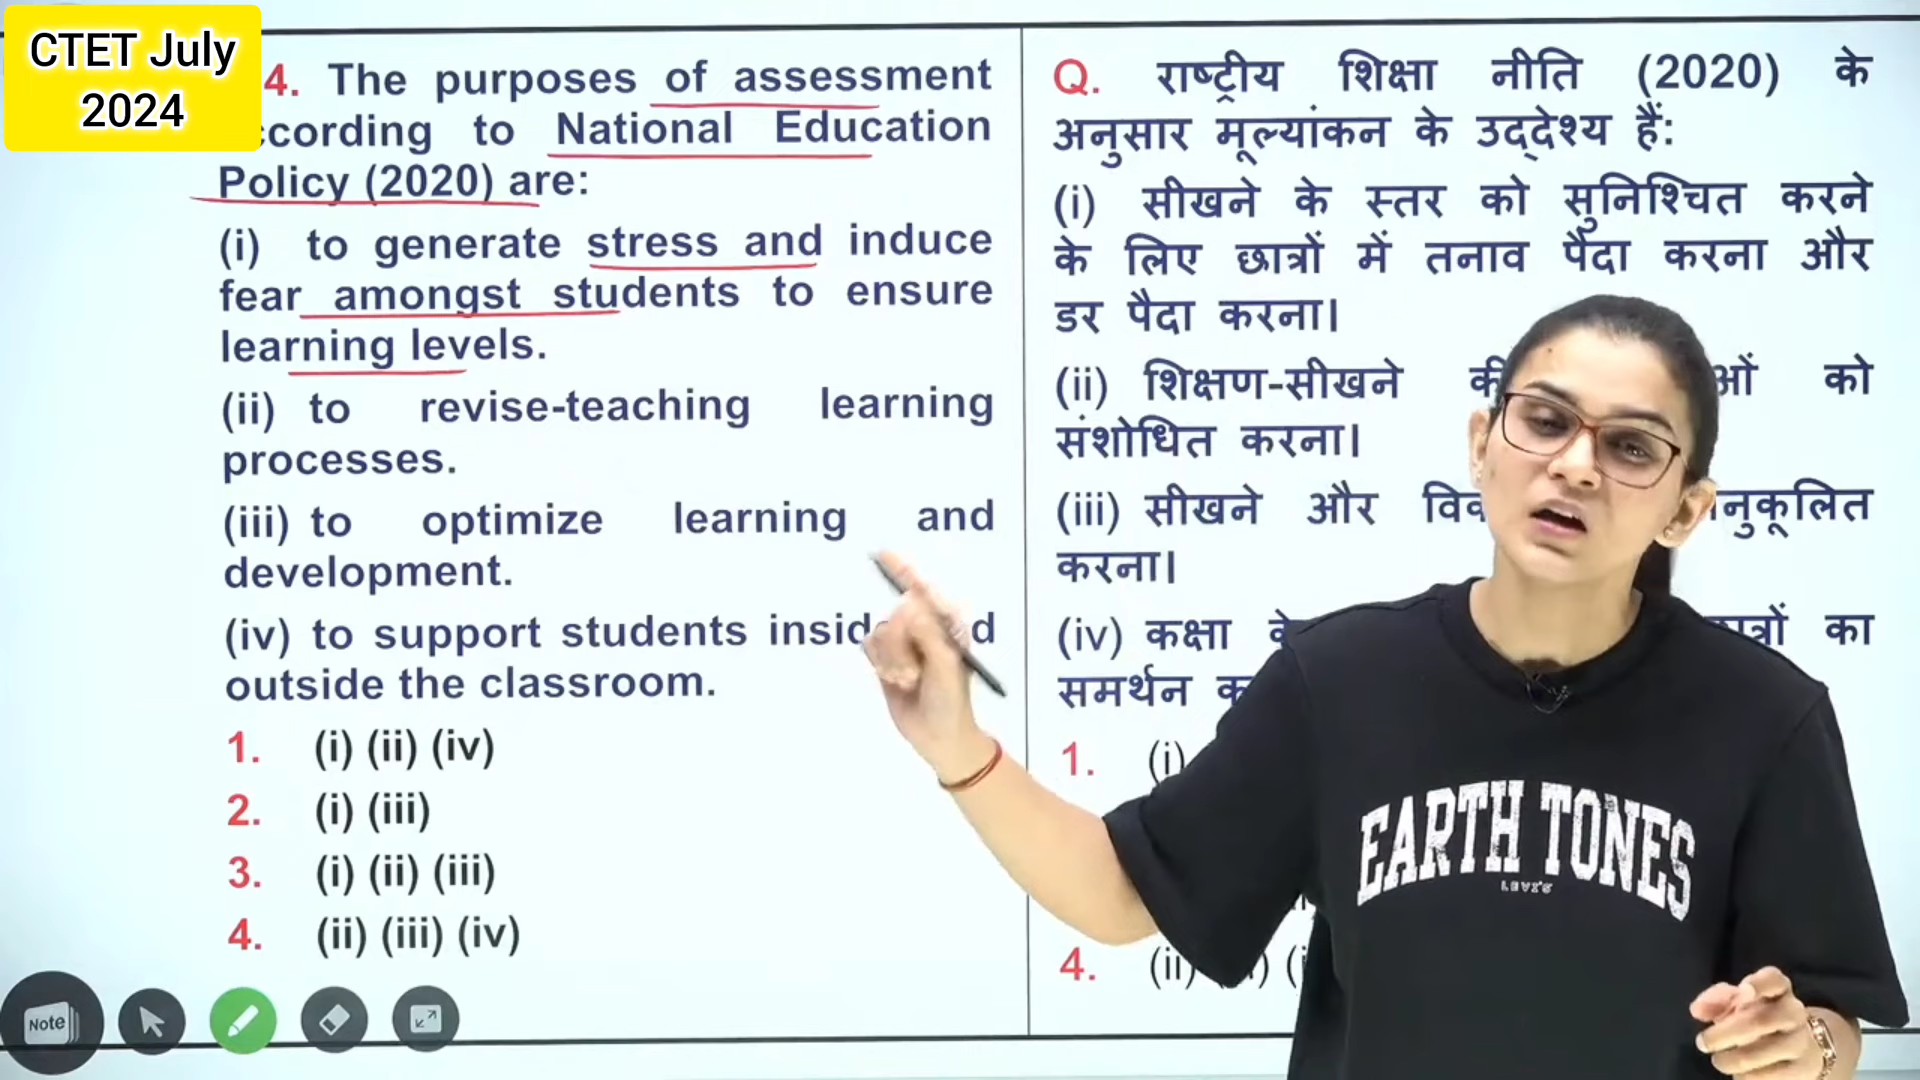 CTET July
2024
4. The purposes of assessment
ccording to National Education
Policy (2020) are:
(i) to generate stress and induce
fear amongst students to ensure
learning levels.
(ii) to revise-teaching learning
processes.
(iii) to optimize learning and
development.
(iv) to support students
outside the classroom.
1. (i) (ii) (iv)
2. (i) (iii)
3. (i) (ii) (iii)
4. (ii) (iii) (iv)
Q. राष्ट्रीय शिक्षा नीति (2020) के
अनुसार मूल्यांकन के उद्देश्य हैं:
(i) सीखने के स्तर को सुनिश्चित करने
के लिए छात्रों में तनाव पैदा करना और
डर पैदा करना।
(ii) शिक्षण-सीखने को
संशोधित करना।
(iii) सीखने और
करना।
(iv) कक्षा का
समर्थन
1. (i)
4. (ii)
EARTH TONES
LEVI'S
Note